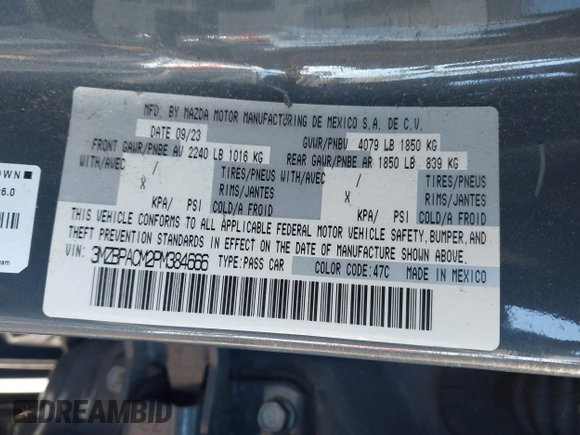 MFD. BY MAZDA MOTOR MANUFACTURING DE MEXICO S.A. DE C.V.
DATE 09/23 GVWR/PNBV 4079 LB 1850 KG
FRONT GAWR/PNBE AV 2240 LB 1016 KG REAR GAWR/PNBE AR 1850 LB 839 KG
WITH/AVEC / TIRES/PNEUS WITH/AVEC / TIRES/PNEUS
X RIMS/JANTES X RIMS/JANTES
KPA/ PSI COLD/A FROID KPA/ PSI COLD/A FROID
THIS VEHICLE CONFORMS TO ALL APPLICABLE FEDERAL MOTOR VEHICLE SAFETY, BUMPER, AND
THEFT PREVENTION STANDARDS IN EFFECT ON THE DATE OF MANUFACTURE SHOWN ABOVE.
VIN: 3MZBPACM2PM384666 TYPE:PASS CAR COLOR CODE:47C MADE IN MEXICO
OWN
26.0
DREAMBID